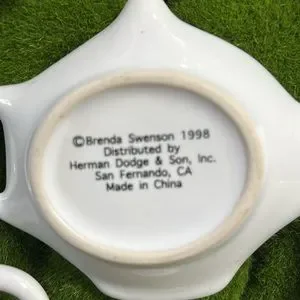 ©Brenda Swenson 1998
Distributed by
Herman Dodge & Son, Inc.
San Fernando, CA
Made in China